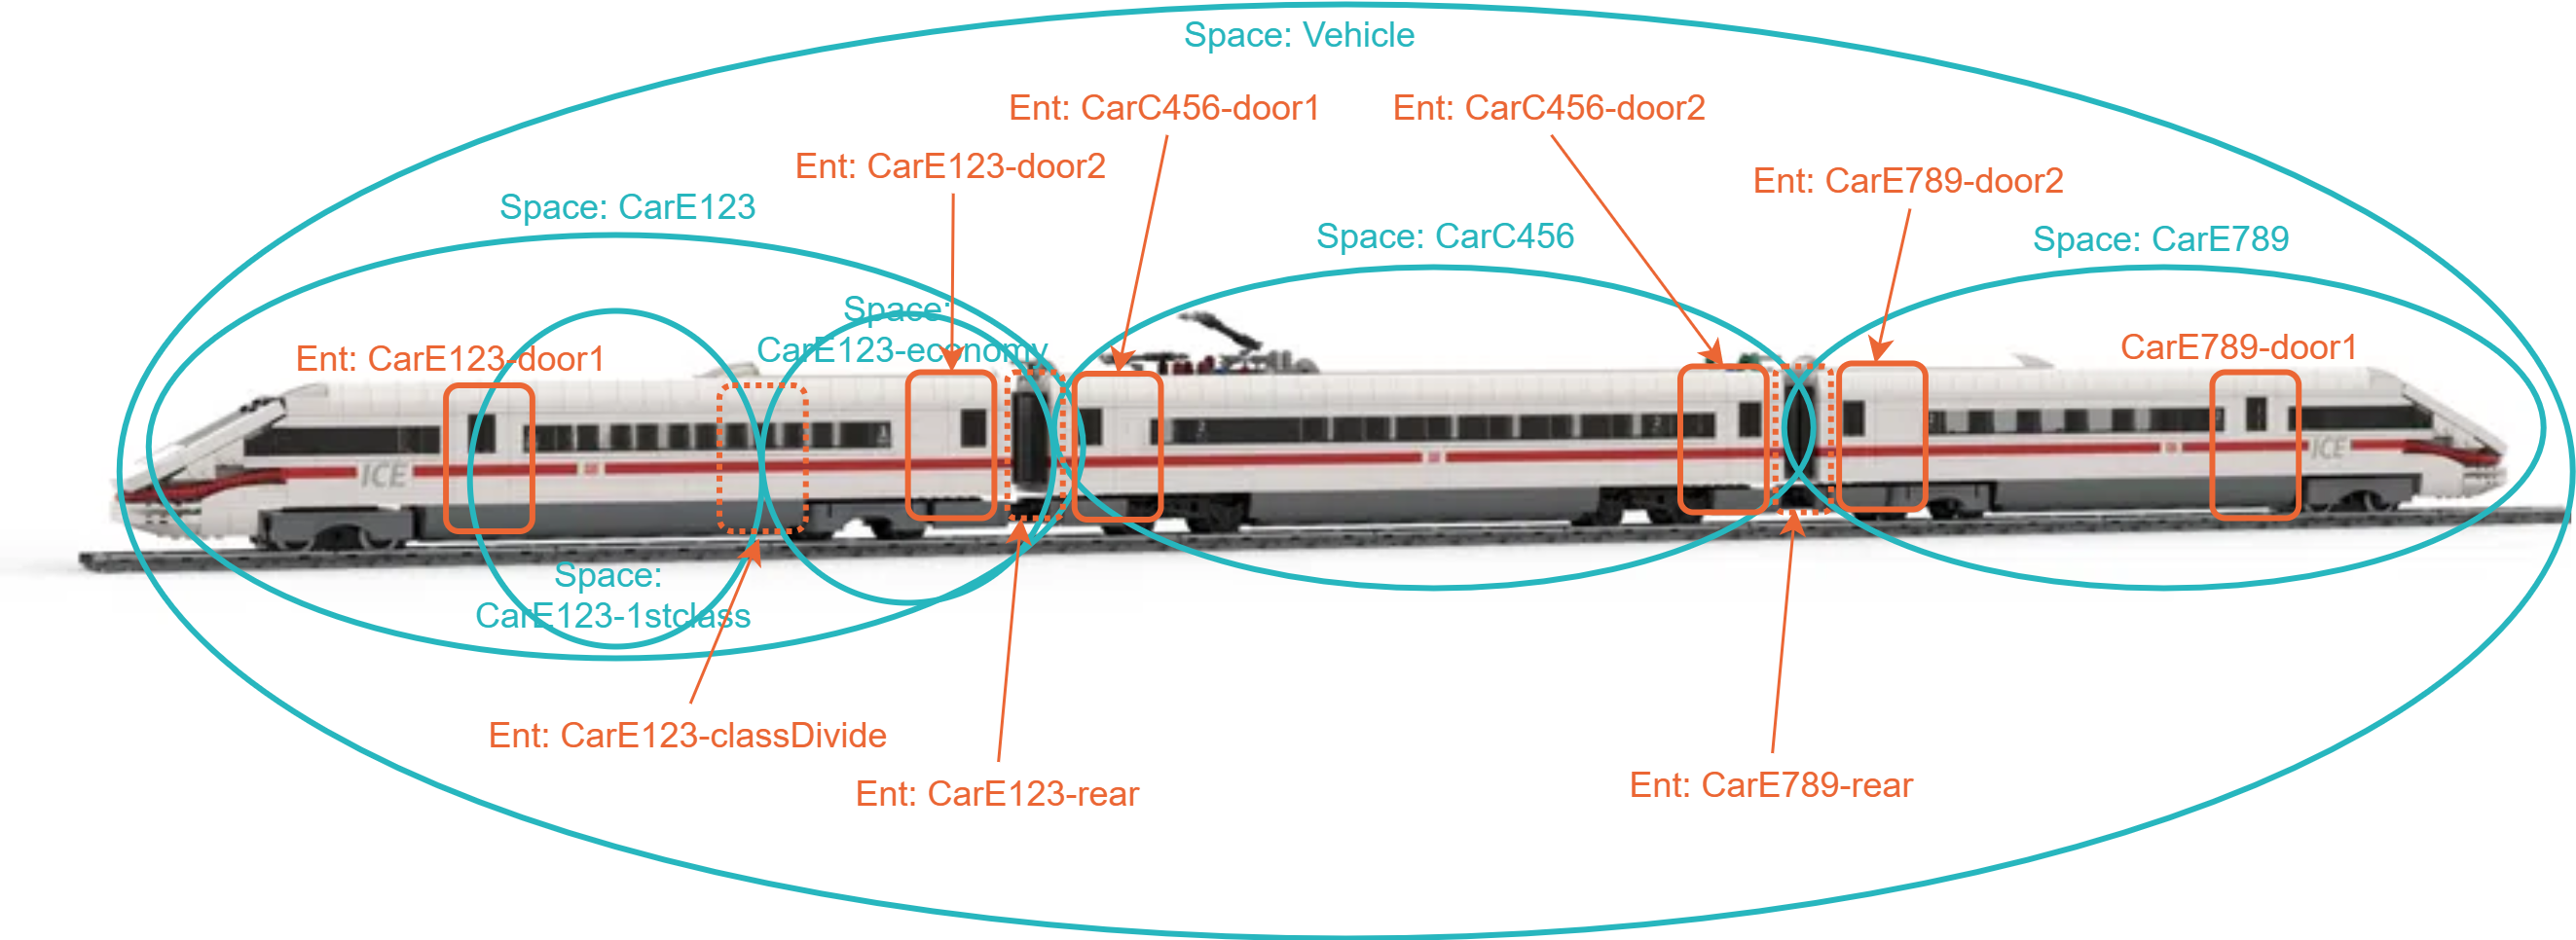 Space: Vehicle
Ent: CarC456-door1
Ent: CarC456-door2
Ent: CarE123-door2
Ent: CarE789-door2
Space: CarE123
Space: CarC456
Space: CarE789
Space:
CarE123-economy
Ent: CarE123-door1
CarE789-door1
ICE
ICE
Space:
CarE123-1stclass
Ent: CarE123-classDivide
Ent: CarE123-rear
Ent: CarE789-rear